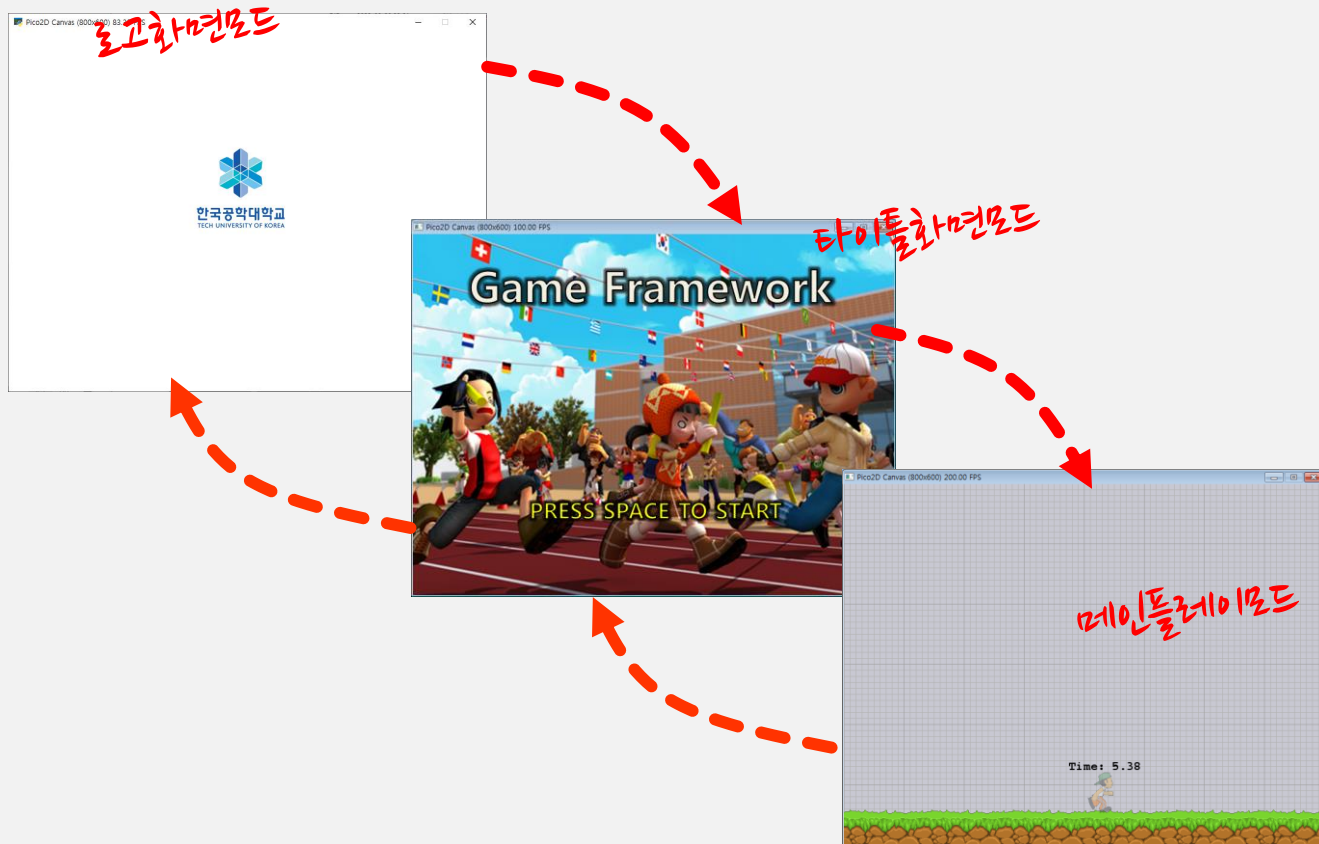 Pico2D Canvas (800x600) 83.2
로고화면모드
한국공학대학교
TECH UNIVERSITY OF KOREA
Pico2D Canvas (800x600) 100.00 FPS
타이틀화면모드
Game Framework
PRESS SPACE TO START
Pico2D Canvas (800x600) 200.00 FPS
메인플레이모드
Time: 5.38